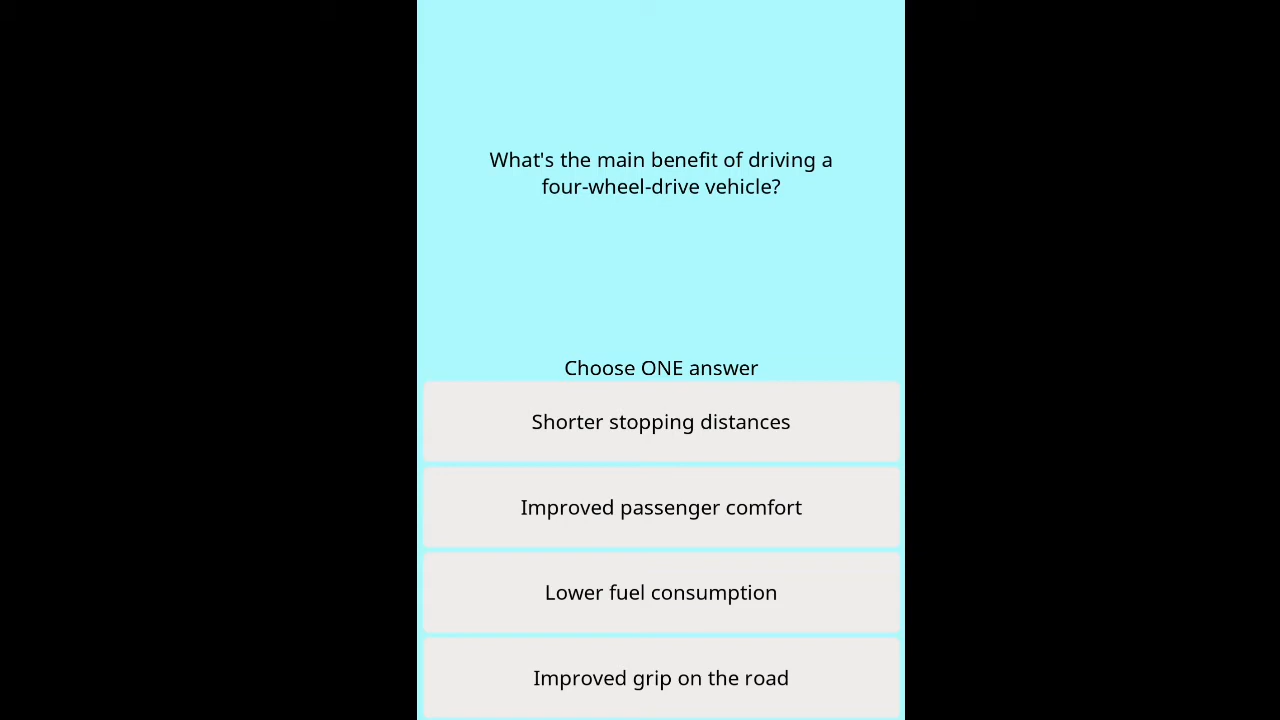 What's the main benefit of driving a
four-wheel-drive vehicle?
Choose ONE answer
Shorter stopping distances
Improved passenger comfort
Lower fuel consumption
Improved grip on the road